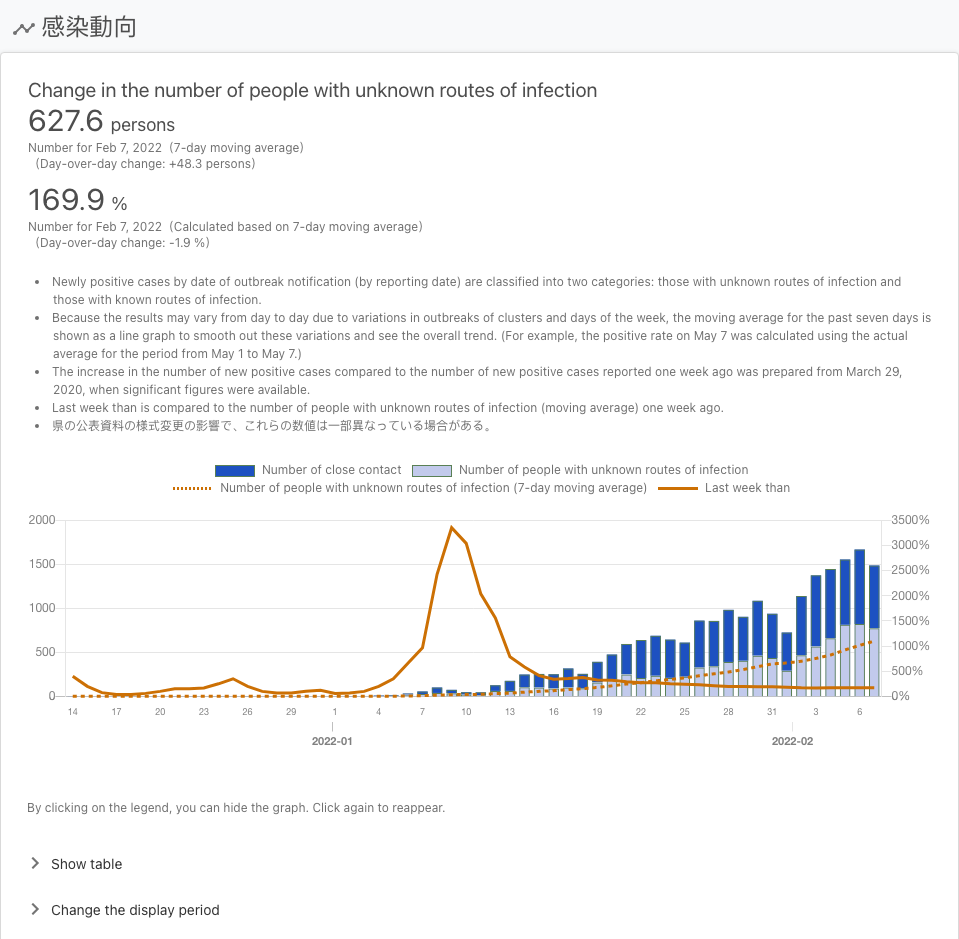 感染動向
Change in the number of people with unknown routes of infection
627.6 persons
Number for Feb 7, 2022 (7-day moving average)
(Day-over-day change: +48.3 persons)
169.9 %
Number for Feb 7, 2022 (Calculated based on 7-day moving average)
(Day-over-day change: -1.9 %)
• Newly positive cases by date of outbreak notification (by reporting date) are classified into two categories: those with unknown routes of infection and
those with known routes of infection.
• Because the results may vary from day to day due to variations in outbreaks of clusters and days of the week, the moving average for the past seven days is
shown as a line graph to smooth out these variations and see the overall trend. (For example, the positive rate on May 7 was calculated using the actual
average for the period from May 1 to May 7.)
• The increase in the number of new positive cases compared to the number of new positive cases reported one week ago was prepared from March 29,
2020, when significant figures were available.
• Last week than is compared to the number of people with unknown routes of infection (moving average) one week ago.
• 県の公表資料の様式変更の影響で、これらの数値は一部異なっている場合がある。
Number of close contact Number of people with unknown routes of infection
Number of people with unknown routes of infection (7-day moving average) Last week than
2000 3500%
3000%
1500 2500%
2000%
1000 1500%
1000%
500 500%
0 0%
14 17 20 23 26 29 1 4 7 10 13 16 19 22 25 28 31 3 6
2022-01 2022-02
By clicking on the legend, you can hide the graph. Click again to reappear.
Show table
Change the display period